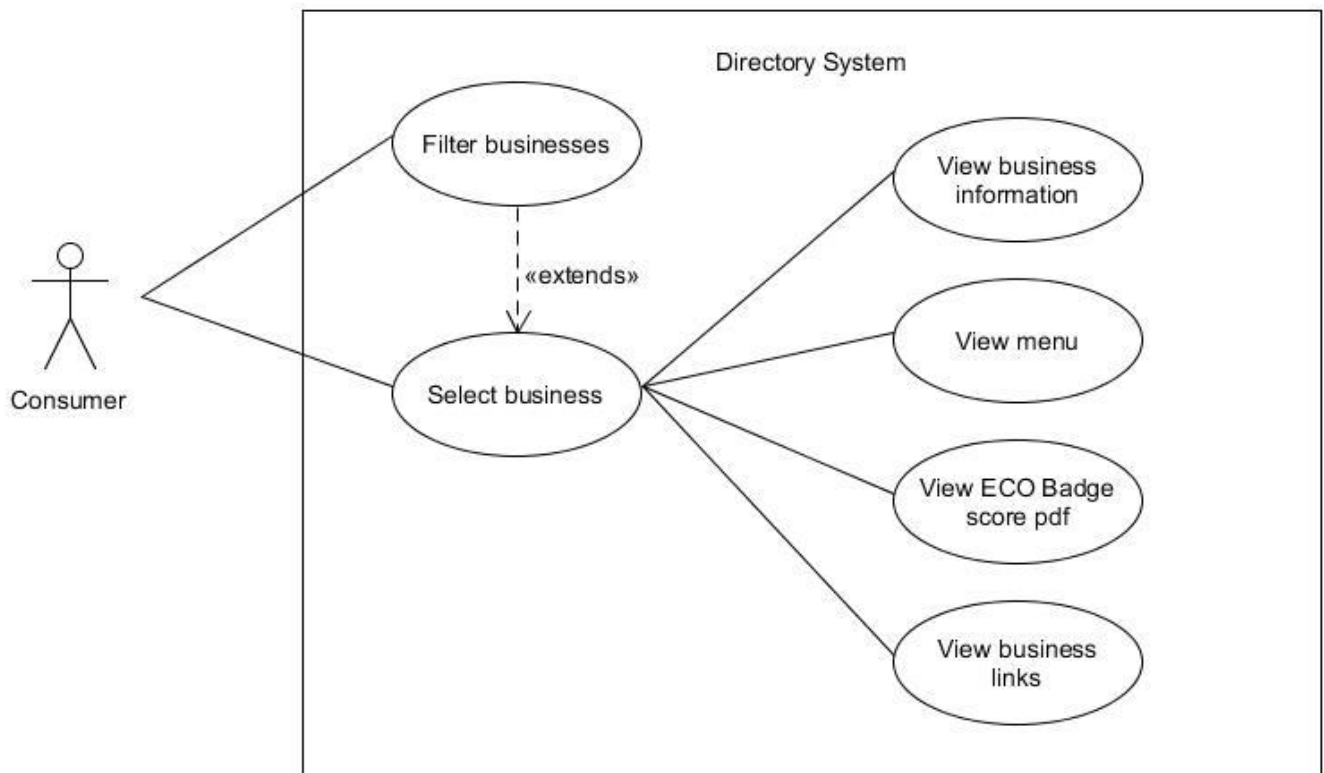 Directory System
Filter businesses
«extends»
Select business
Consumer
View business
information
View menu
View ECO Badge
score pdf
View business
links